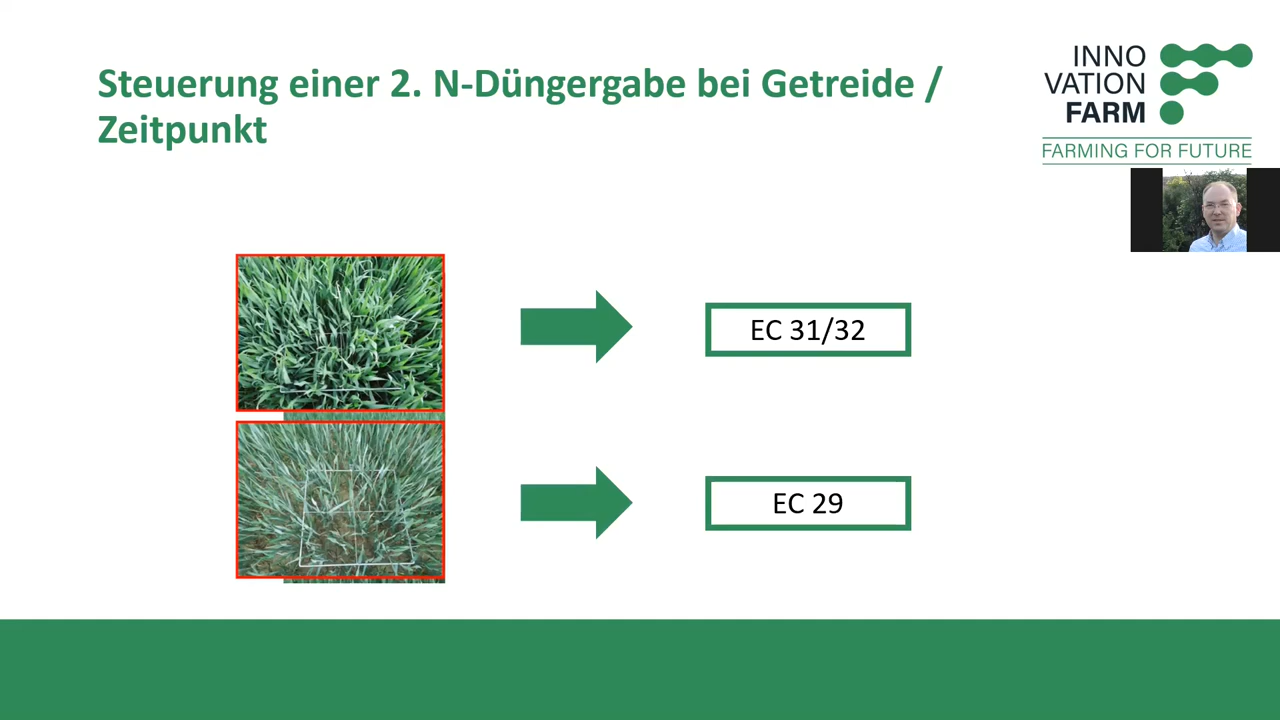 Steuerung einer 2. N-Düngergabe bei Getreide /
Zeitpunkt
INNO
VATION
FARM
FARMING FOR FUTURE
EC 31/32
EC 29